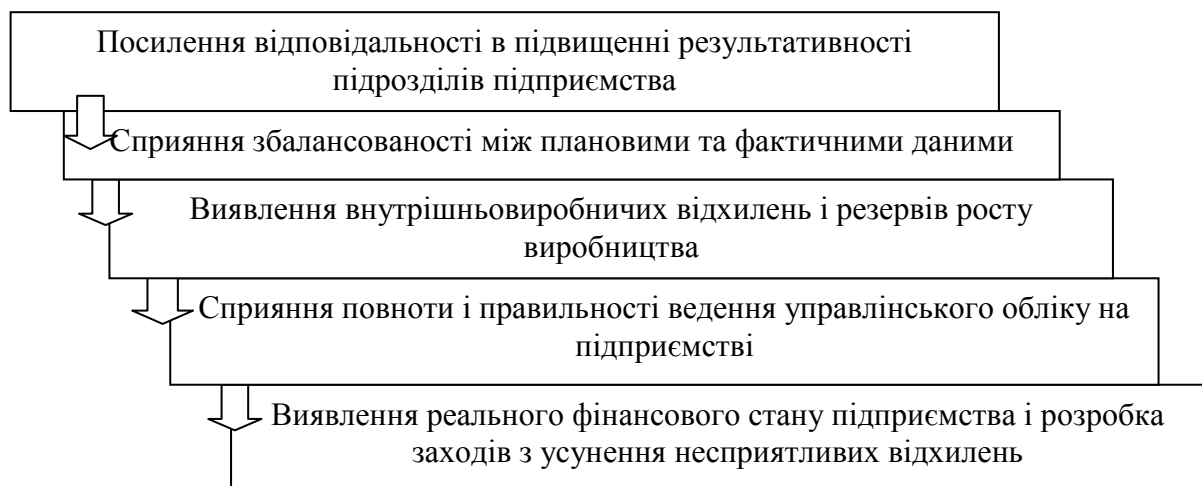 Посилення відповідальності в підвищенні результативності
підрозділів підприємства
Сприяння збалансованості між плановими та фактичними даними
Виявлення внутрішньовиробничих відхилень і резервів росту
виробництва
Сприяння повноти і правильності ведення управлінського обліку на
підприємстві
Виявлення реального фінансового стану підприємства і розробка
заходів з усунення несприятливих відхилень